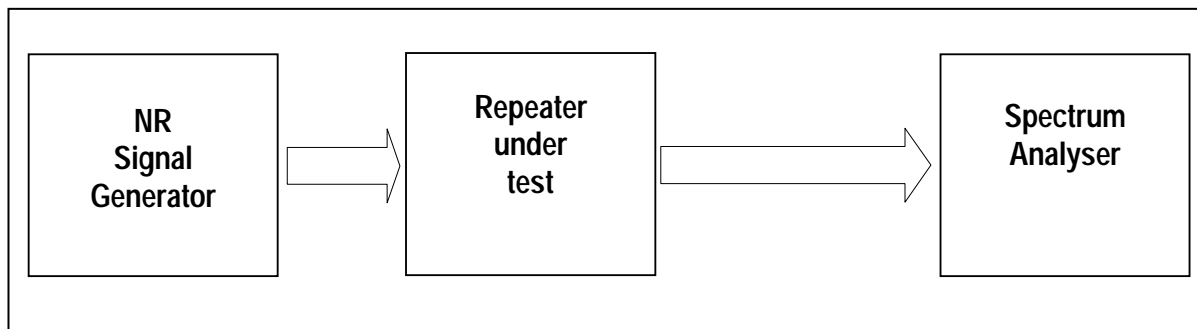 NR
Signal
Generator
Repeater
under
test
Spectrum
Analyser